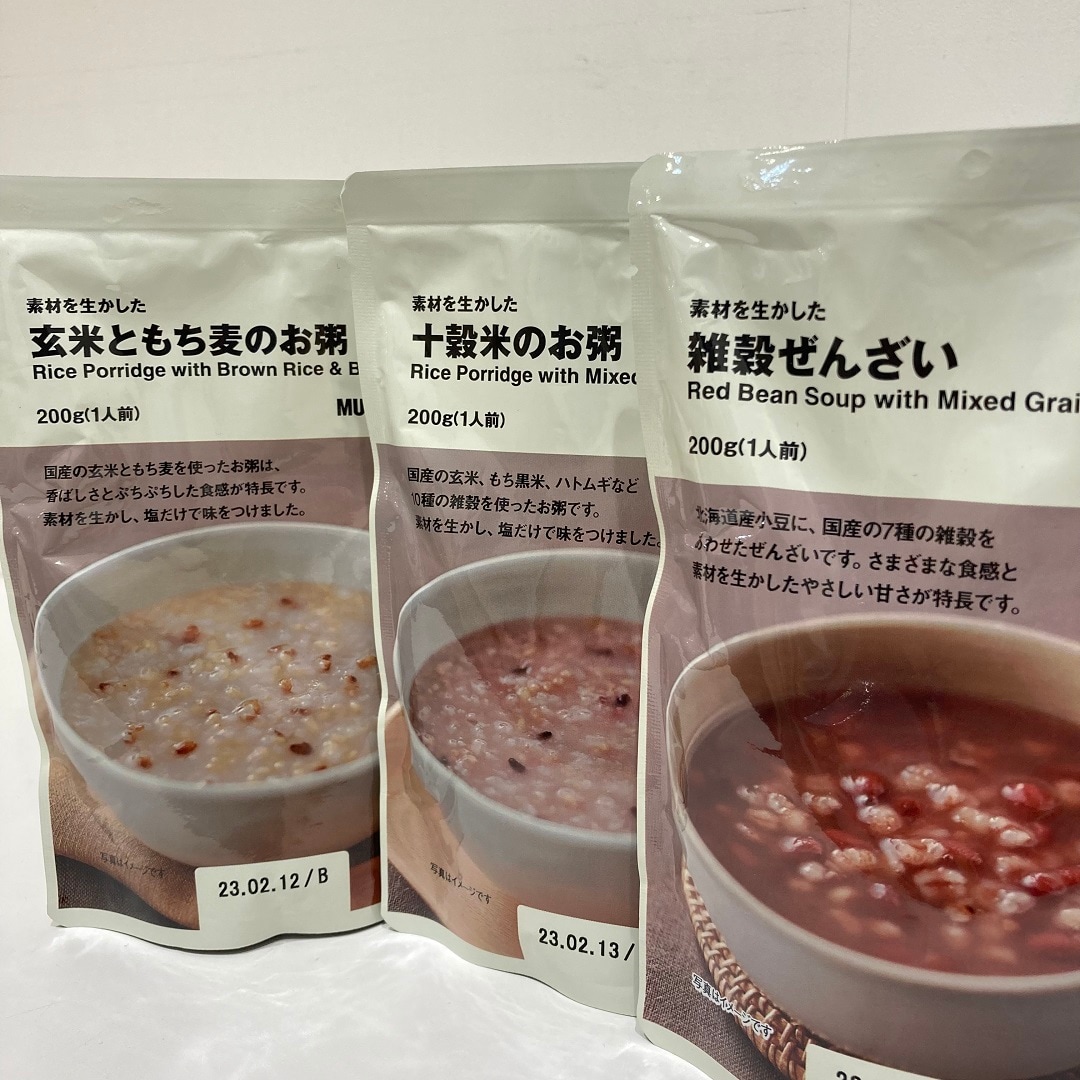 素材を生かした
玄米ともち麦のお粥
Rice Porridge with Brown Rice & B
200g(1人前)
MU
国産の玄米ともち麦を使ったお粥は、
香ばしさとぷちぷちした食感が特長です。
素材を生かし、塩だけで味をつけました。
写真はイメージです
23.02.12/B
素材を生かした
十穀米のお粥
Rice Porridge with Mixed
200g(1人前)
国産の玄米、もち黒米、ハトムギなど
10種の雑穀を使ったお粥です。
素材を生かし、塩だけで味をつけました。
写真はイメージです
23.02.13/
素材を生かした
雑穀ぜんざい
Red Bean Soup with Mixed Grai
200g(1人前)
北海道産小豆に、国産の7種の雑穀を
あわせたぜんざいです。さまざまな食感と
素材を生かしたやさしい甘さが特長です。
写真はイメージです